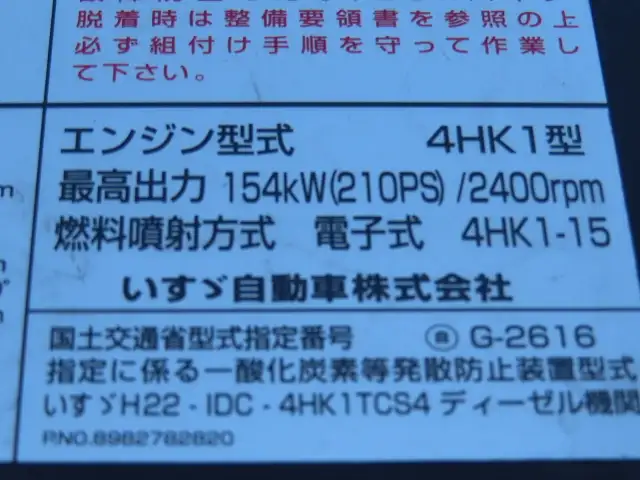 脱着時は整備要領書を参照の上
必ず組付け手順を守って作業し
て下さい。
エンジン型式 4HK1型
最高出力 154kW(210PS)/2400rpm
燃料噴射方式 電子式 4HK1-15
いすゞ自動車株式会社
国土交通省型式指定番号 自 G-2616
指定に係る一酸化炭素等発散防止装置型式
いすゞH22-IDC-4HK1TCS4 ディーゼル機関
RNO.8982782820